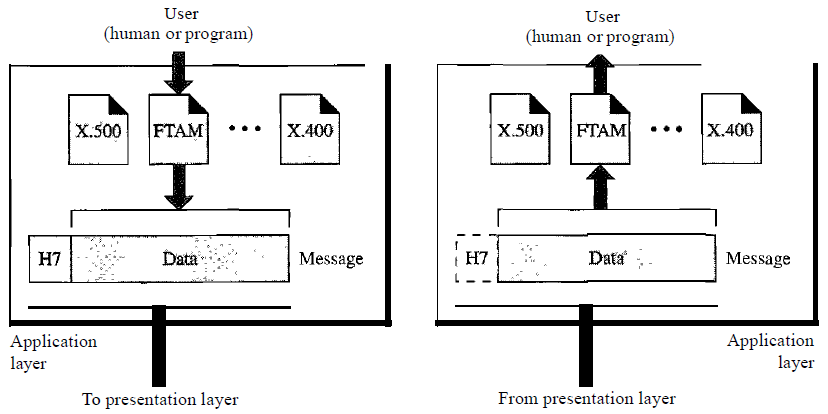 User
(human or program)
X.500
FTAM
•••
X.400
H7
Data
Message
Application
layer
To presentation layer
User
(human or program)
X.500
FTAM
•••
X.400
H7
Data
Message
Application
layer
From presentation layer